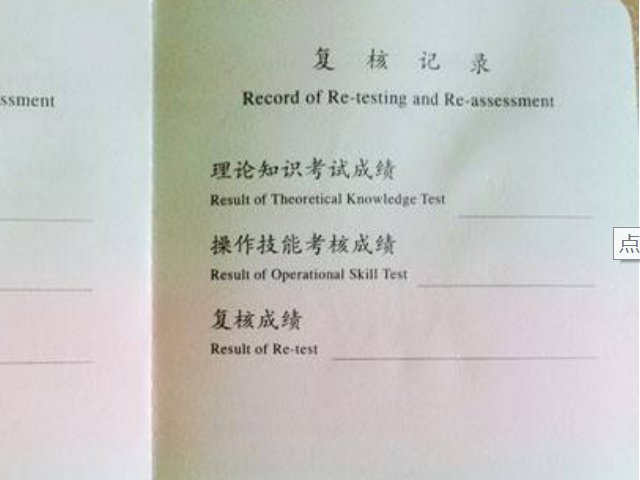 ssment
复核记录
Record of Re-testing and Re-assessment
理论知识考试成绩
Result of Theoretical Knowledge Test
操作技能考核成绩
Result of Operational Skill Test
复核成绩
Result of Re-test
点